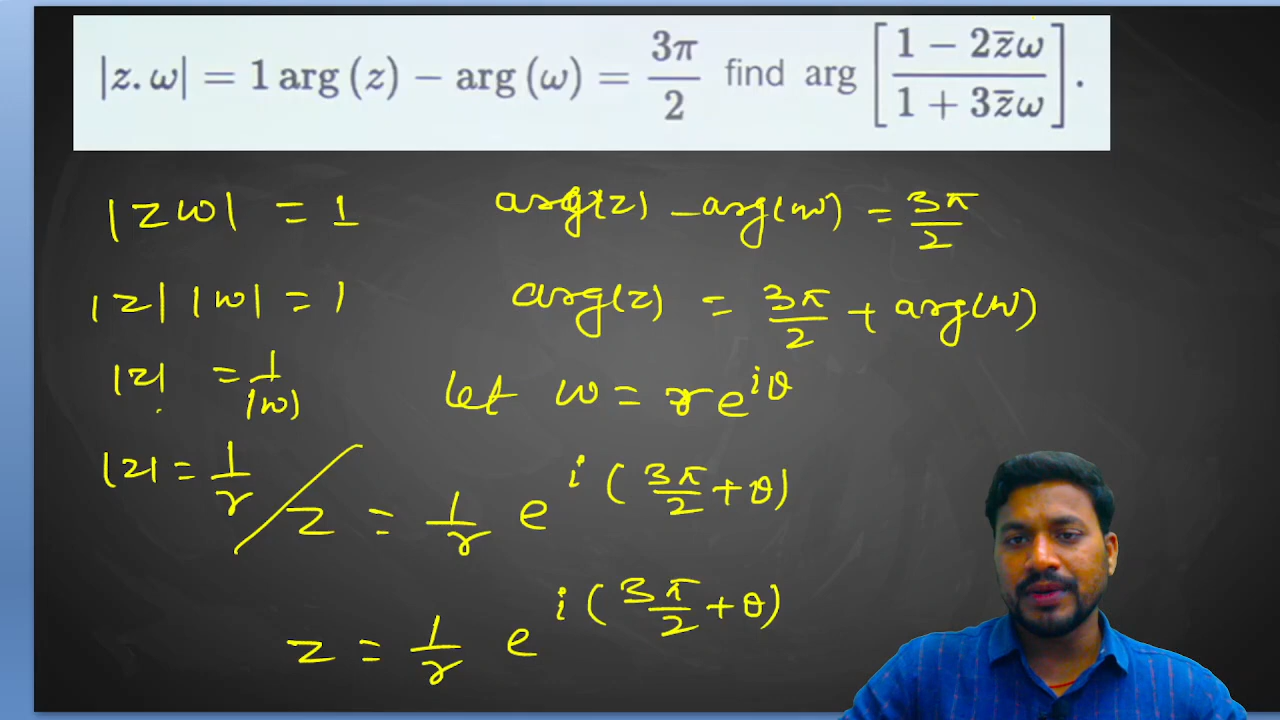 |z. ω| = 1 arg (z) − arg (ω) = 3π/2 find arg [(1 − 2z̄ω)/(1 + 3z̄ω)].
|zω| = 1 arg(z) − arg(ω) = 3π/2
|z| |ω| = 1 arg(z) = 3π/2 + arg(ω)
|z| = 1/|ω| let ω = r e^{iθ}
|z| = 1/r z = 1/r e^{i(3π/2 + θ)}
z = 1/r e^{i(3π/2 + θ)}